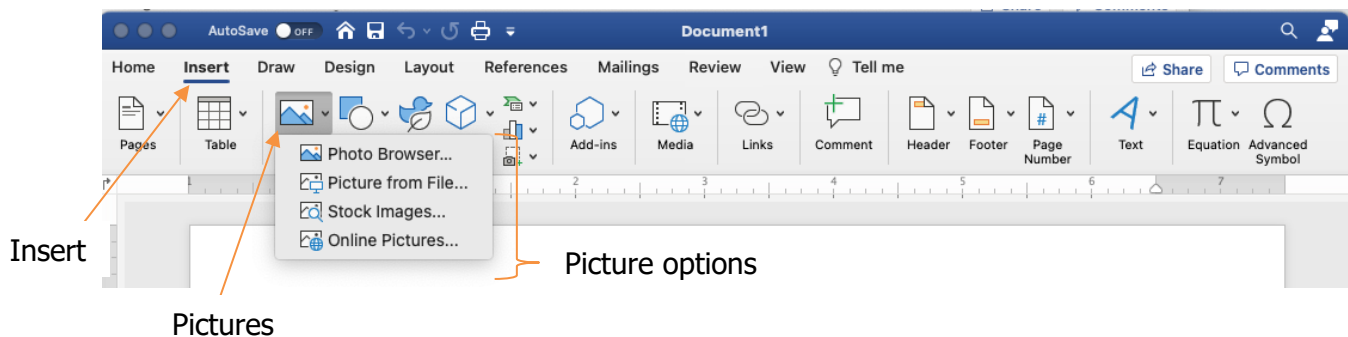 AutoSave OFF Document1
Home Insert Draw Design Layout References Mailings Review View Tell me Share Comments
Pages Table Add-ins Media Links Comment Header Footer Page Number Text Equation Advanced Symbol
#
Photo Browser...
Picture from File...
Stock Images...
Online Pictures...
1 2 3 4 5 6 7
Insert
Picture options
Pictures